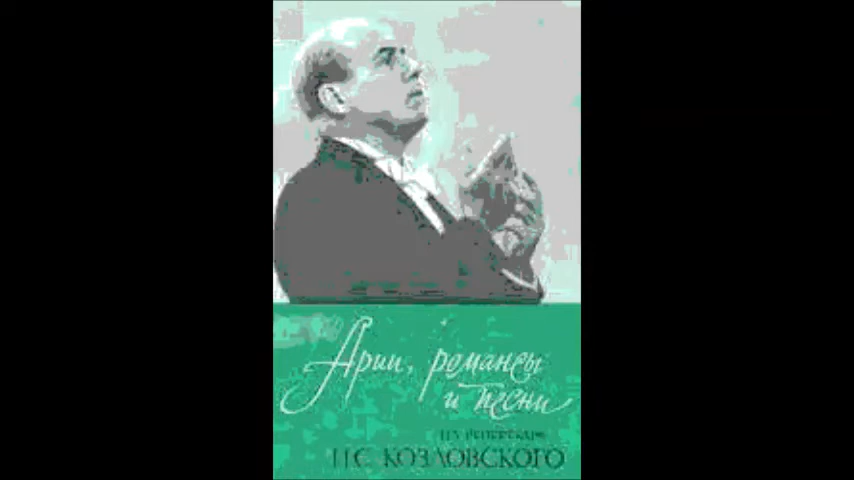 Арии, романсы
и песни
ИЗ РЕПЕРТУАРА
И.С. КОЗЛОВСКОГО